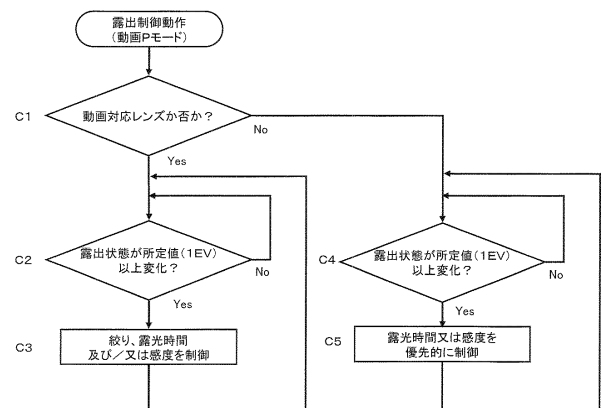 露出制御動作
(動画Pモード)
C1
動画対応レンズか否か？
No
Yes
C2
露出状態が所定値(1EV)
以上変化？
No
Yes
C4
露出状態が所定値(1EV)
以上変化？
No
Yes
C3
絞り、露光時間
及び／又は感度を制御
C5
露光時間又は感度を
優先的に制御